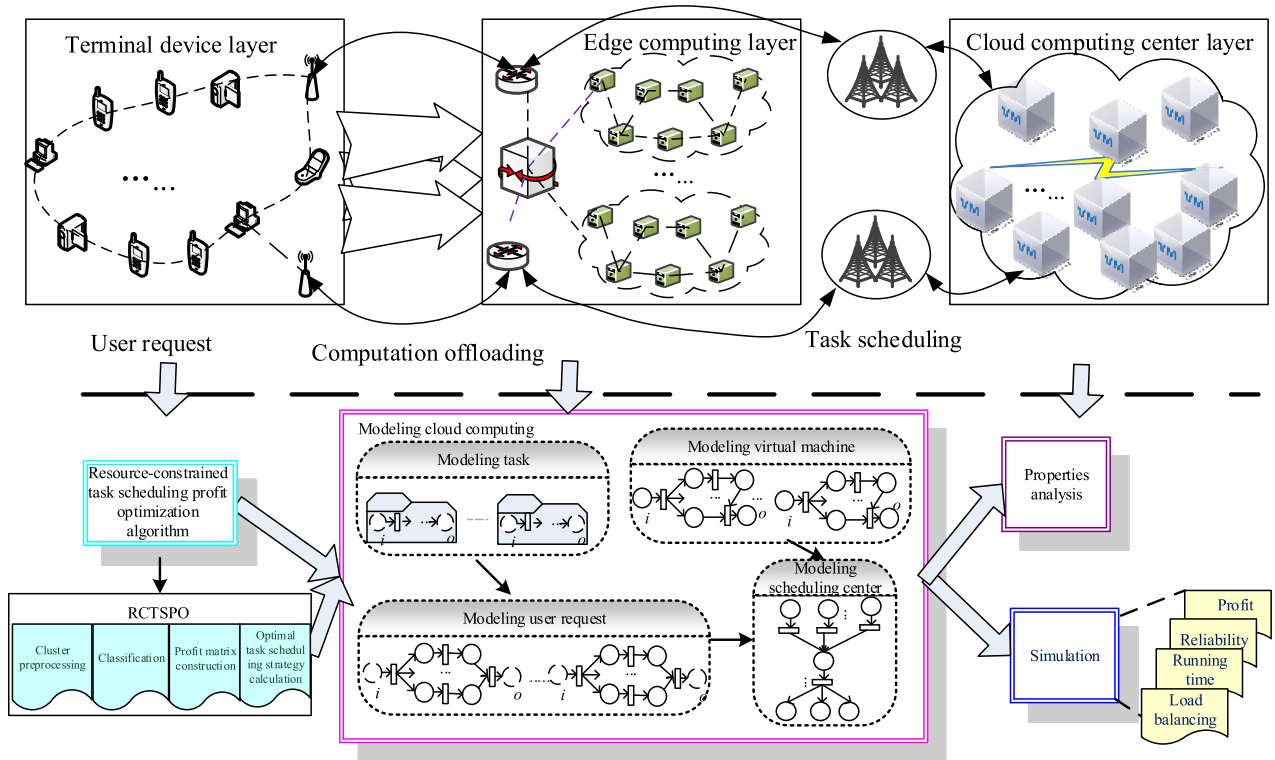 Terminal device layer
Edge computing layer
Cloud computing center layer
VM
VM
VM
VM
VM
VM
VM
VM
VM
User request
Computation offloading
Task scheduling
Resource-constrained
task scheduling profit
optimization
algorithm
RCTSPO
Cluster
preprocessing
Classification
Profit matrix
construction
Optimal
task schedul
ing strategy
calculation
Modeling cloud computing
Modeling task
i
o
i
o
Modeling virtual machine
i
o
i
o
Modeling
scheduling center
Modeling user request
i
o
i
o
Properties
analysis
Simulation
Profit
Reliability
Running
time
Load
balancing